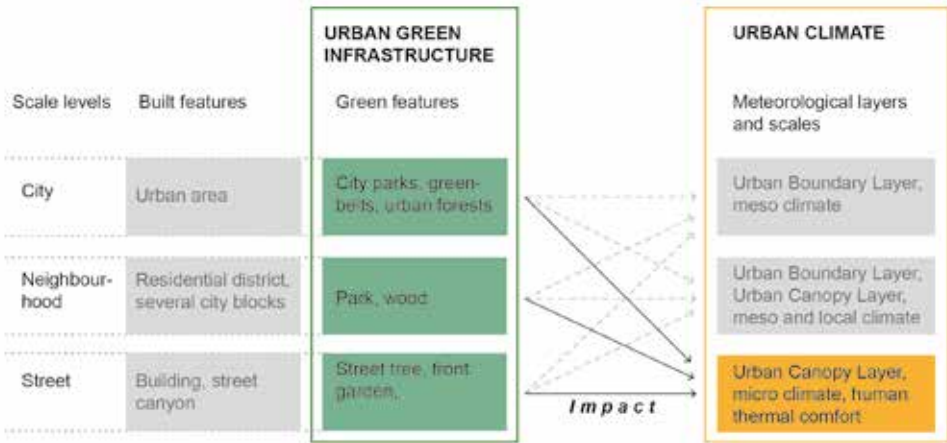 URBAN GREEN
INFRASTRUCTURE
URBAN CLIMATE
Scale levels
Built features
Green features
Meteorological layers
and scales
City
Urban area
City parks, green-
belts, urban forests
Urban Boundary Layer,
meso climate
Neighbour-
hood
Residential district,
several city blocks
Park, wood
Urban Boundary Layer,
Urban Canopy Layer,
meso and local climate
Street
Building, street
canyon
Street tree, front
garden,
Impact
Urban Canopy Layer,
micro climate, human
thermal comfort